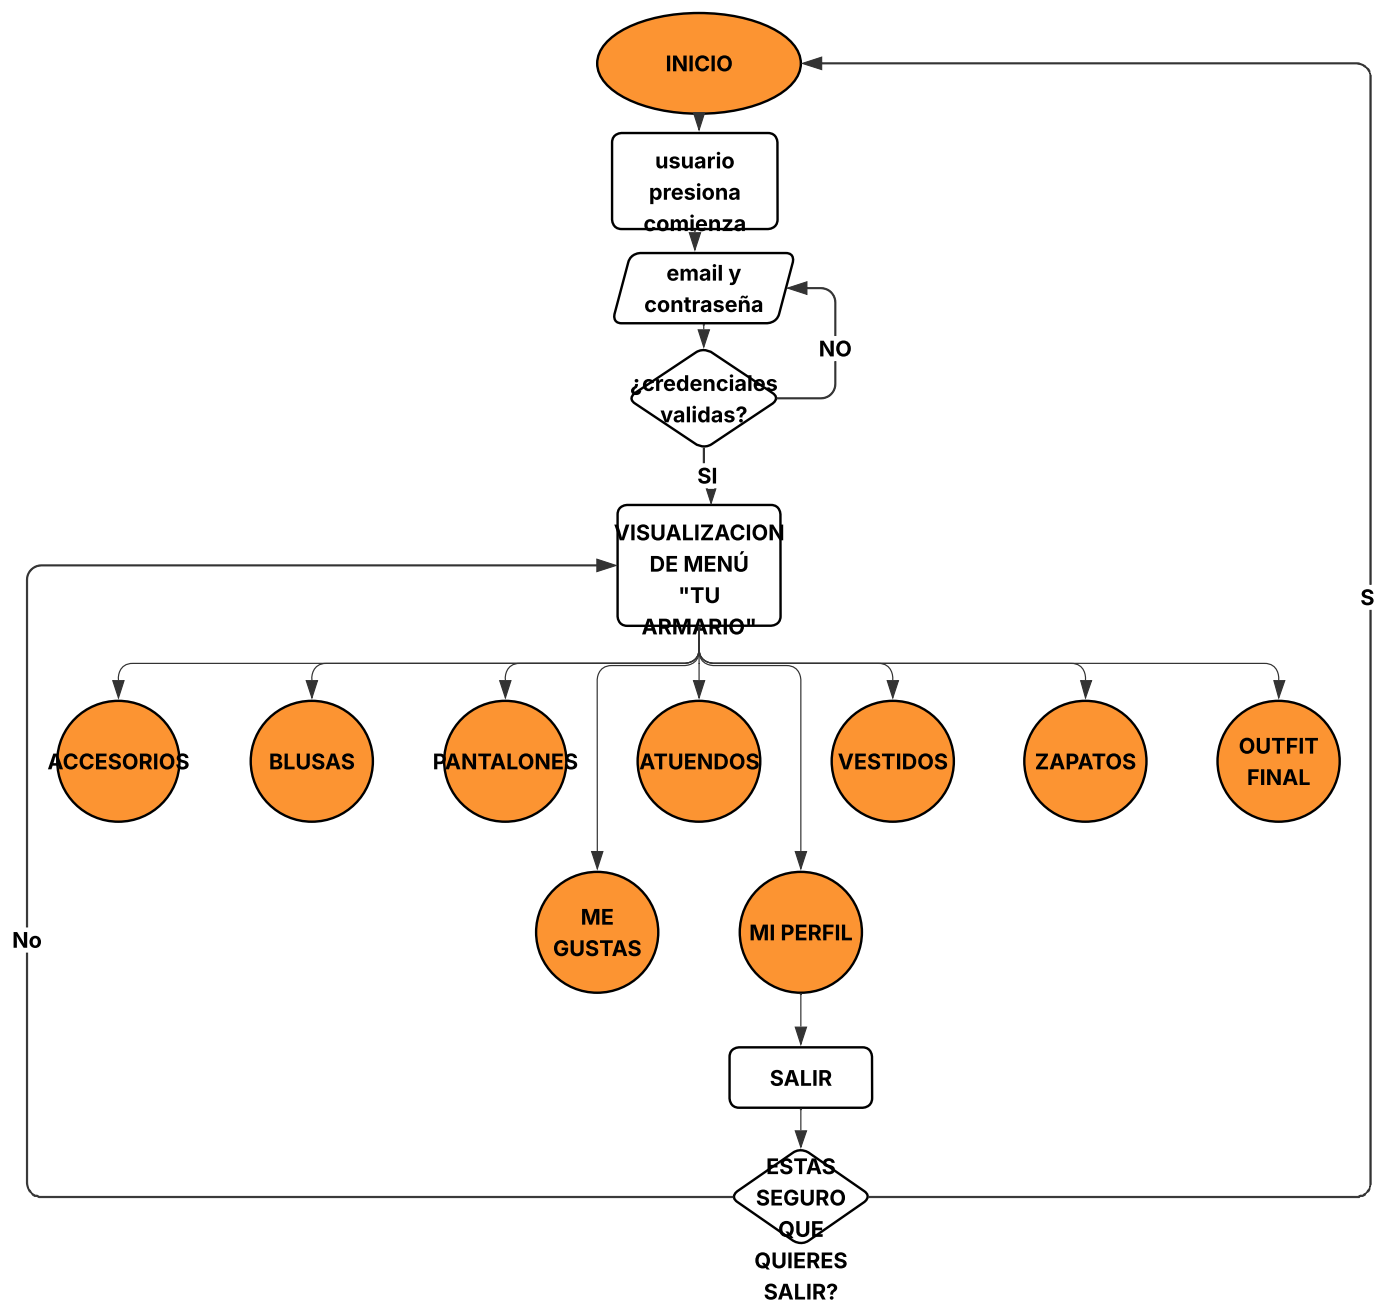 INICIO
usuario
presiona
comienza
email y
contraseña
NO
¿credenciales
validas?
SI
VISUALIZACION
DE MENÚ
"TU
ARMARIO"
S
ACCESORIOS
BLUSAS
PANTALONES
ATUENDOS
VESTIDOS
ZAPATOS
OUTFIT
FINAL
ME
GUSTAS
MI PERFIL
No
SALIR
ESTAS
SEGURO
QUE
QUIERES
SALIR?